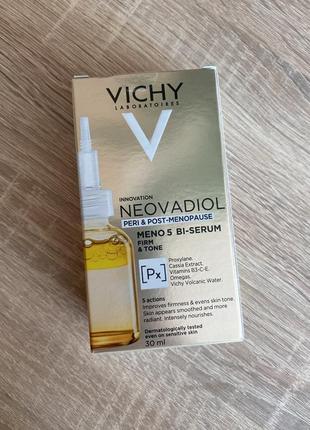 VICHY
LABORATOIRES
INNOVATION
NEOVADIOL
PERI & POST-MENOPAUSE
MENO 5 BI-SERUM
FIRM
& TONE
[Px]
Proxylane.
Cassia Extract.
Vitamins B3-C-E.
Omegas.
Vichy Volcanic Water.
5 actions
Improves firmness & evens skin tone.
Skin appears smoothed and more
radiant. Intensely nourishes.
Dermatologically tested
even on sensitive skin
30 ml